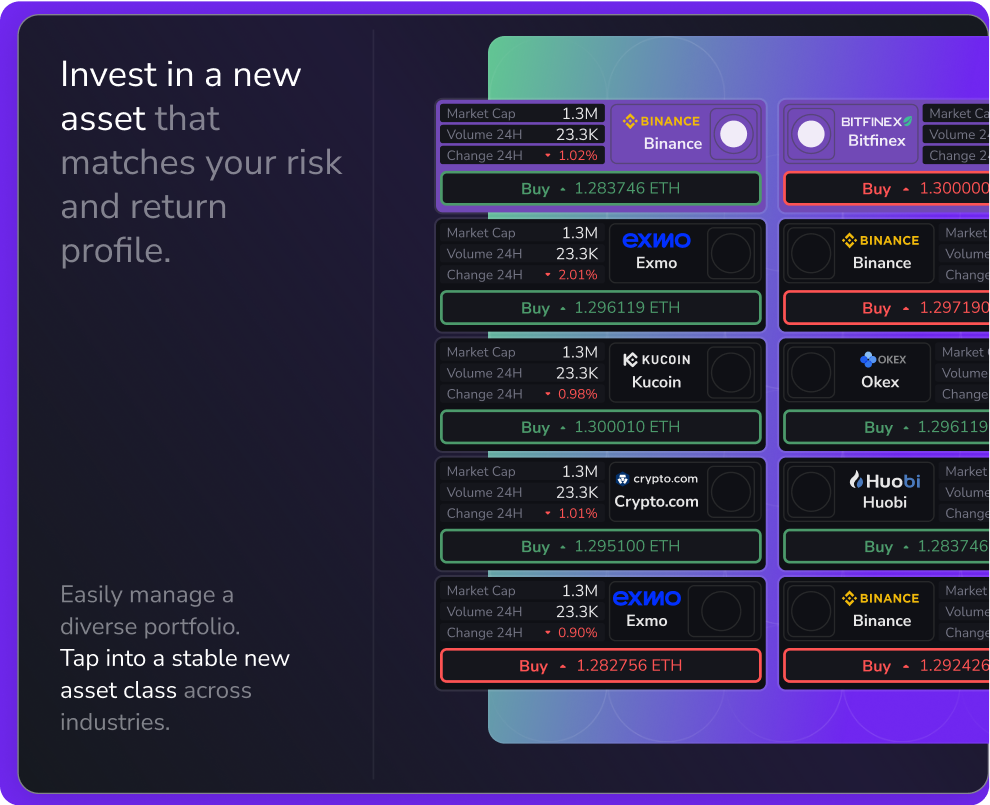 Invest in a new
asset that
matches your risk
and return
profile.
Easily manage a
diverse portfolio.
Tap into a stable new
asset class across
industries.
Market Cap 1.3M
Volume 24H 23.3K
Change 24H 1.02%
BINANCE
Binance
Buy 1.283746 ETH
BITFINEX
Bitfinex
Market Ca
Volume 24
Change 24
Buy 1.300000
Market Cap 1.3M
Volume 24H 23.3K
Change 24H 2.01%
exmo
Exmo
Buy 1.296119 ETH
BINANCE
Binance
Market
Volume
Change
Buy 1.297190
Market Cap 1.3M
Volume 24H 23.3K
Change 24H 0.98%
KUCOIN
Kucoin
Buy 1.300010 ETH
OKEX
Okex
Market
Volume
Change
Buy 1.296119
Market Cap 1.3M
Volume 24H 23.3K
Change 24H 1.01%
crypto.com
Crypto.com
Buy 1.295100 ETH
Huobi
Huobi
Market
Volume
Change
Buy 1.283746
Market Cap 1.3M
Volume 24H 23.3K
Change 24H 0.90%
exmo
Exmo
Buy 1.282756 ETH
BINANCE
Binance
Market
Volume
Change
Buy 1.292426